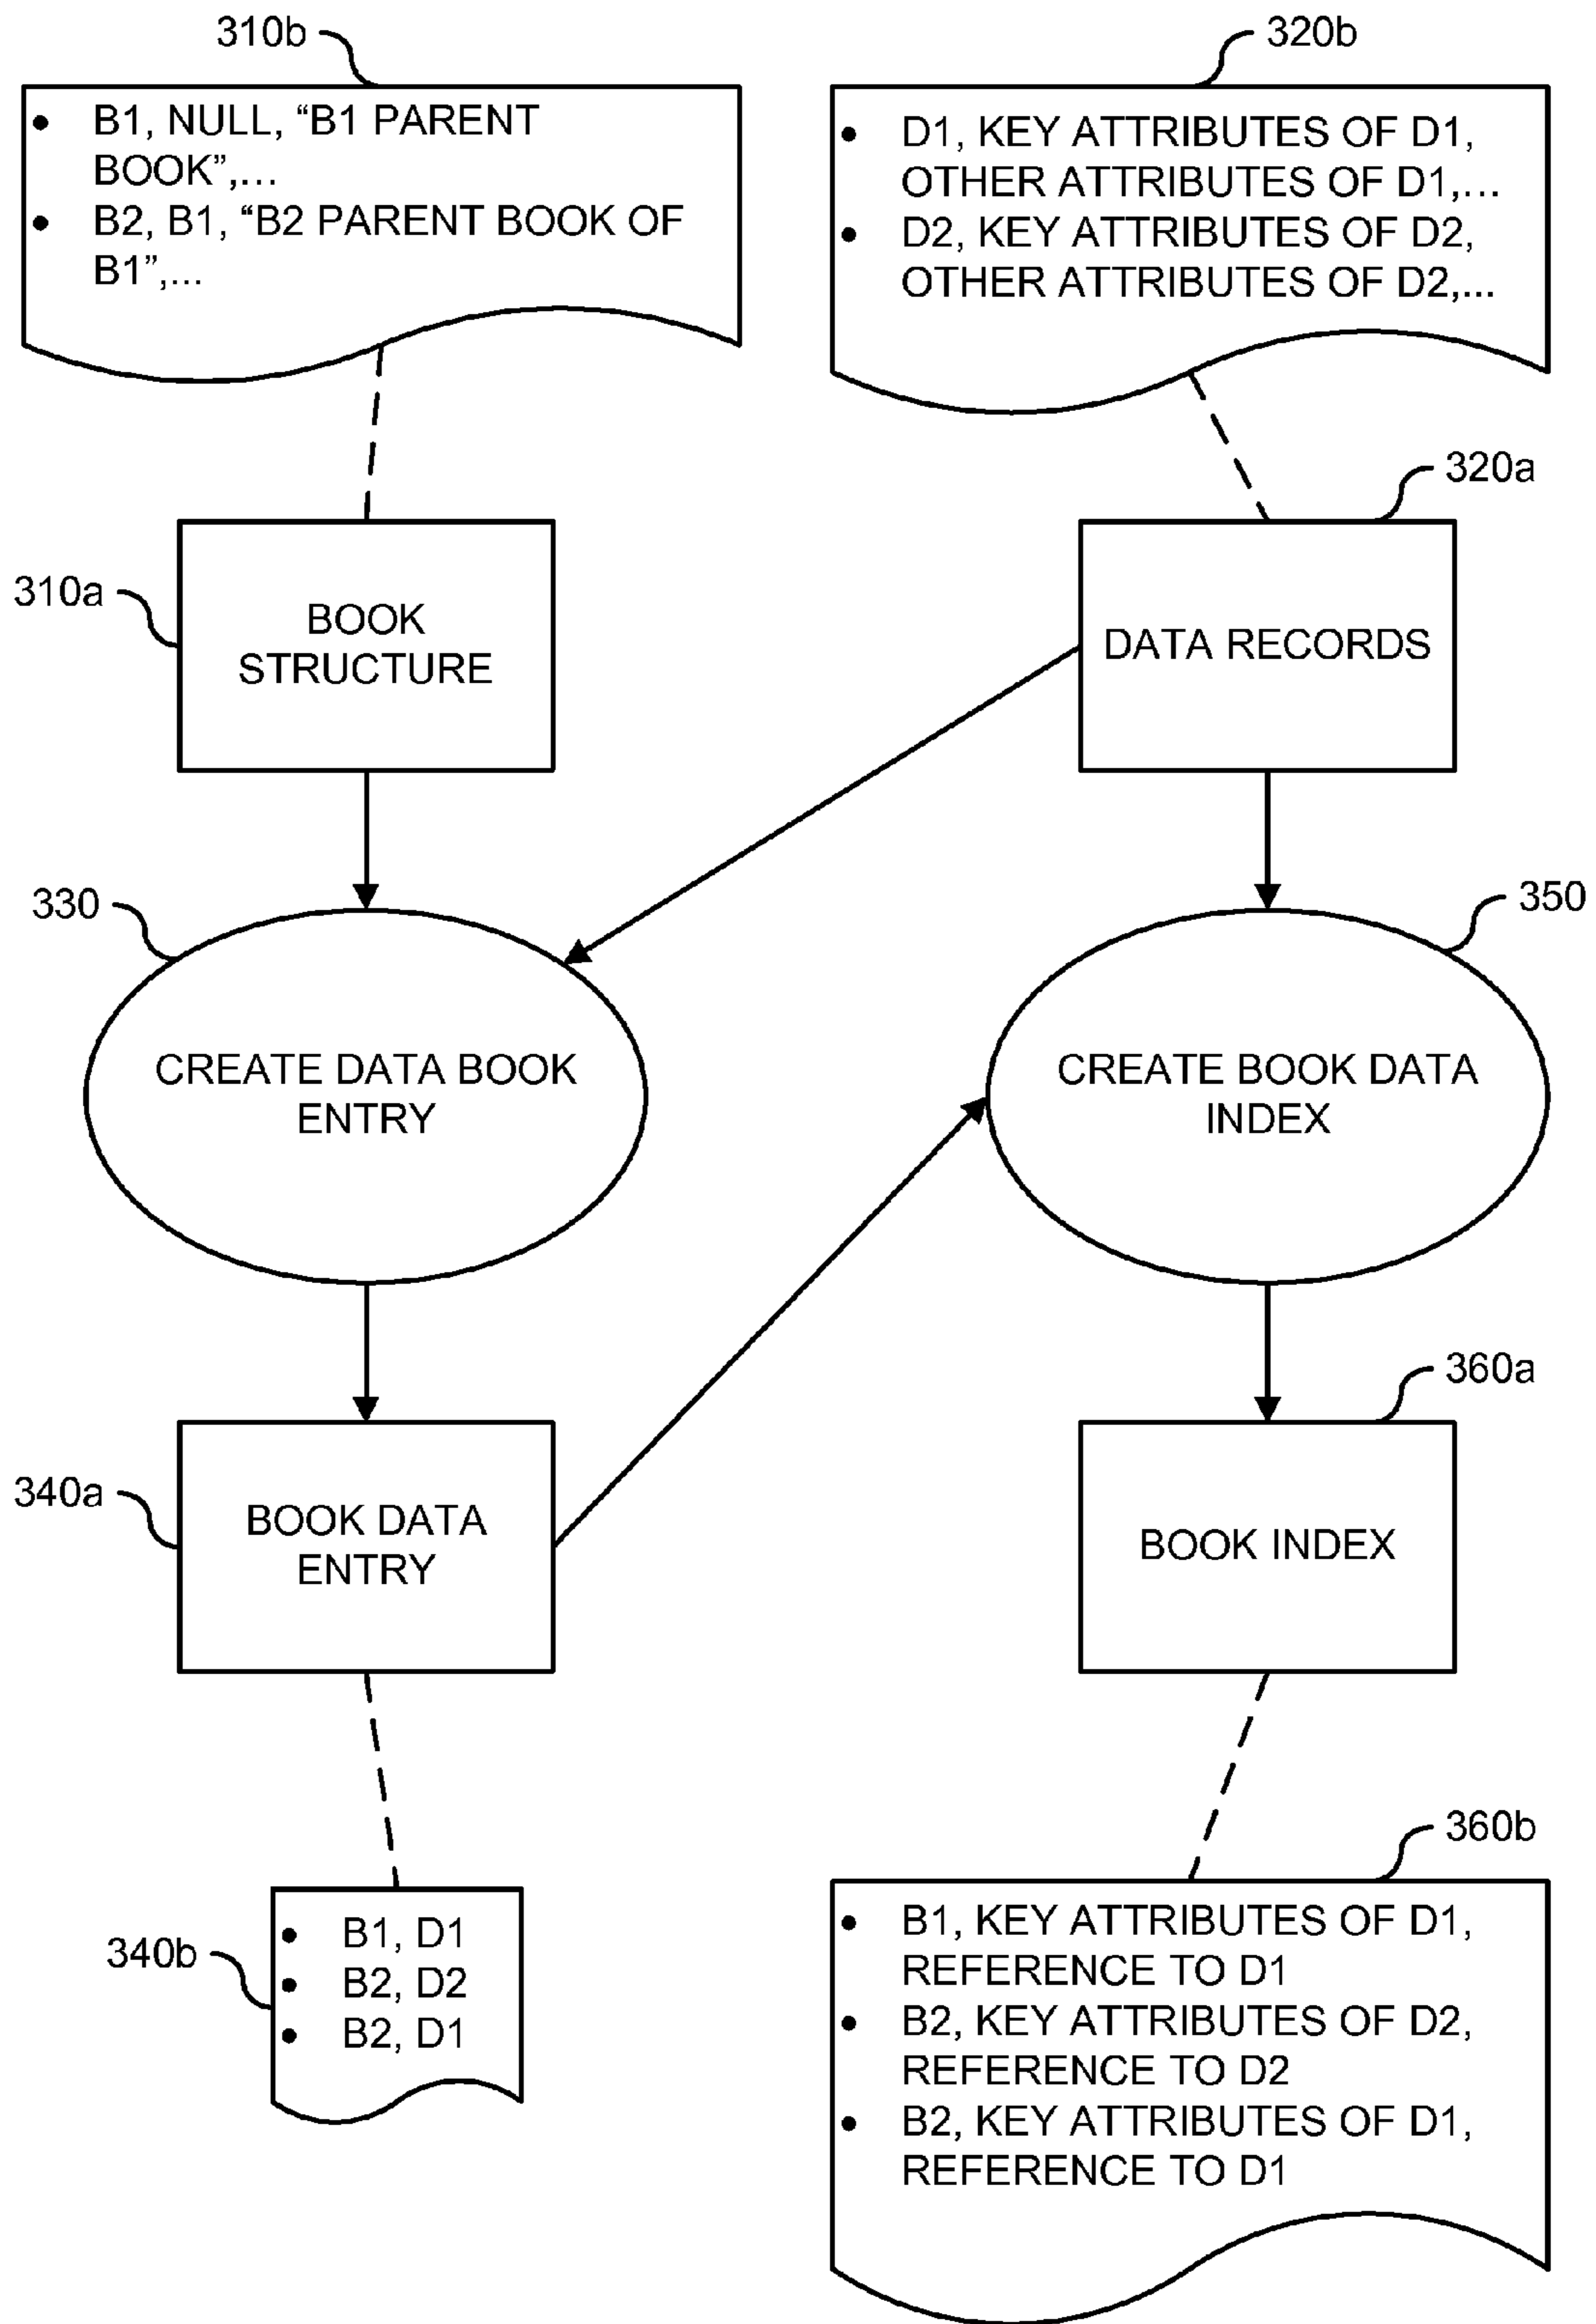 310b
320b
• B1, NULL, “B1 PARENT
BOOK”,...
• B2, B1, “B2 PARENT BOOK OF
B1”,...
• D1, KEY ATTRIBUTES OF D1,
OTHER ATTRIBUTES OF D1,...
• D2, KEY ATTRIBUTES OF D2,
OTHER ATTRIBUTES OF D2,...
320a
310a
BOOK
STRUCTURE
DATA RECORDS
330
350
CREATE DATA BOOK
ENTRY
CREATE BOOK DATA
INDEX
360a
340a
BOOK DATA
ENTRY
BOOK INDEX
360b
340b
• B1, D1
• B2, D2
• B2, D1
• B1, KEY ATTRIBUTES OF D1,
REFERENCE TO D1
• B2, KEY ATTRIBUTES OF D2,
REFERENCE TO D2
• B2, KEY ATTRIBUTES OF D1,
REFERENCE TO D1